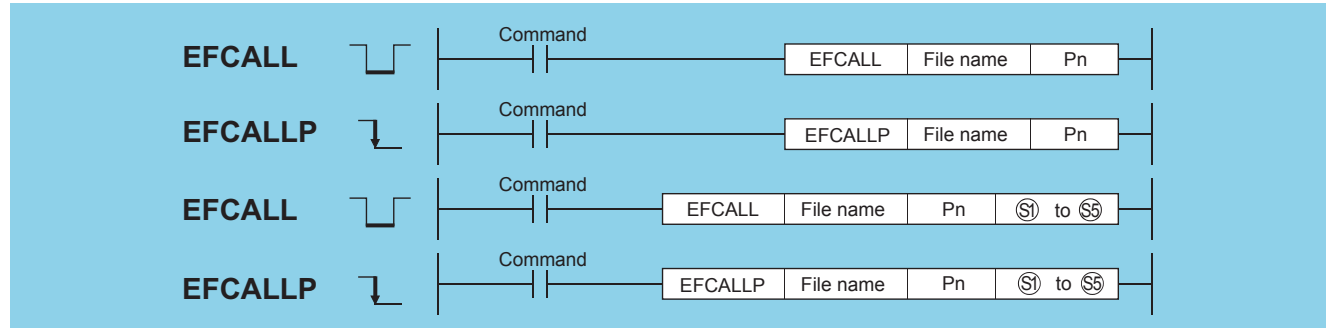 Command
EFCALL EFCALL File name Pn
Command
EFCALLP EFCALLP File name Pn
Command
EFCALL EFCALL File name Pn S1 to S5
Command
EFCALLP EFCALLP File name Pn S1 to S5